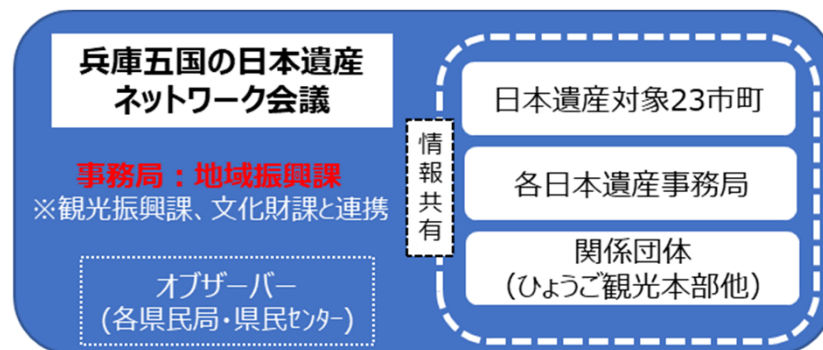 兵庫五国の日本遺産
ネットワーク会議
事務局：地域振興課
※観光振興課、文化財課と連携
オブザーバー
(各県民局・県民センター)
情報共有
日本遺産対象23市町
各日本遺産事務局
関係団体
(ひょうご観光本部他)